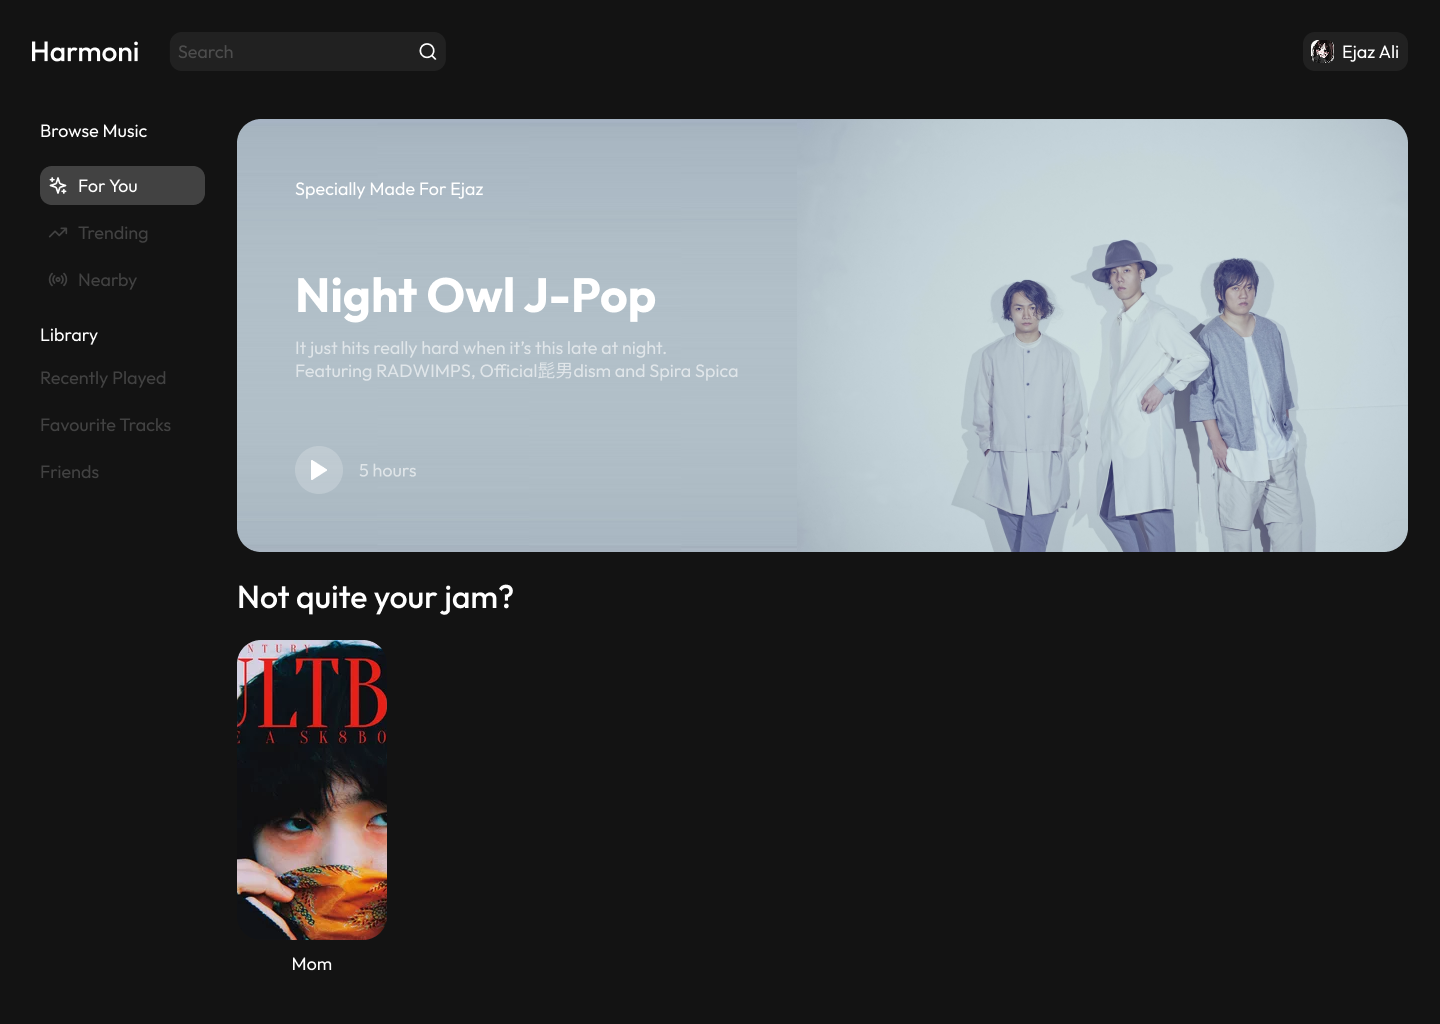 Harmoni
Search
Ejaz Ali
Browse Music
For You
Trending
Nearby
Library
Recently Played
Favourite Tracks
Friends
Specially Made For Ejaz
Night Owl J-Pop
It just hits really hard when it's this late at night.
Featuring RADWIMPS, Official髭男dism and Spira Spica
5 hours
Not quite your jam?
NTURY
ULTB
E A SK8BO
Mom